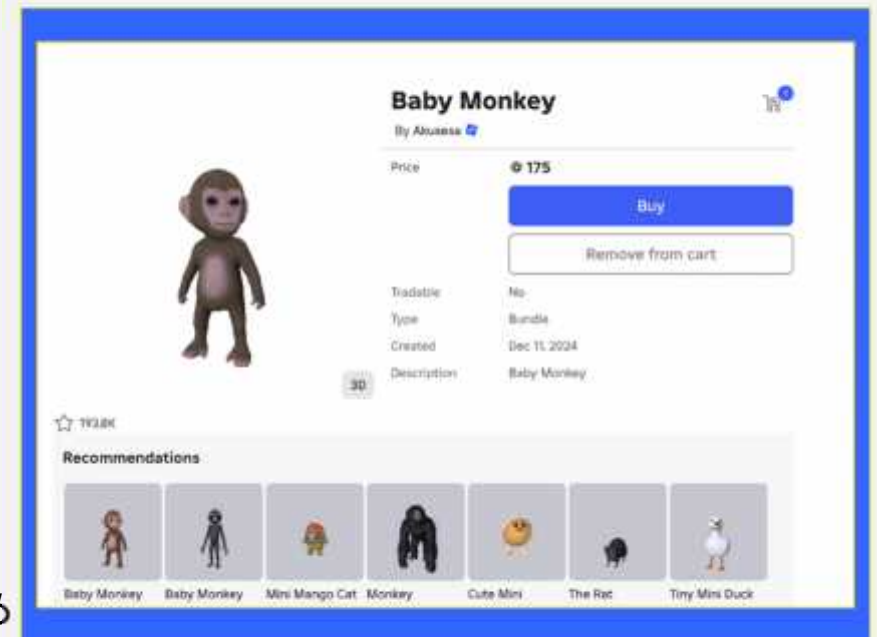 Baby Monkey
By Akusesa
Price 175
Buy
Remove from cart
Tradable No
Type Bundle
Created Dec 11, 2024
Description Baby Monkey
3D
193.8K
Recommendations
Baby Monkey Baby Monkey Mini Mango Cat Monkey Cute Mini The Rat Tiny Mini Duck